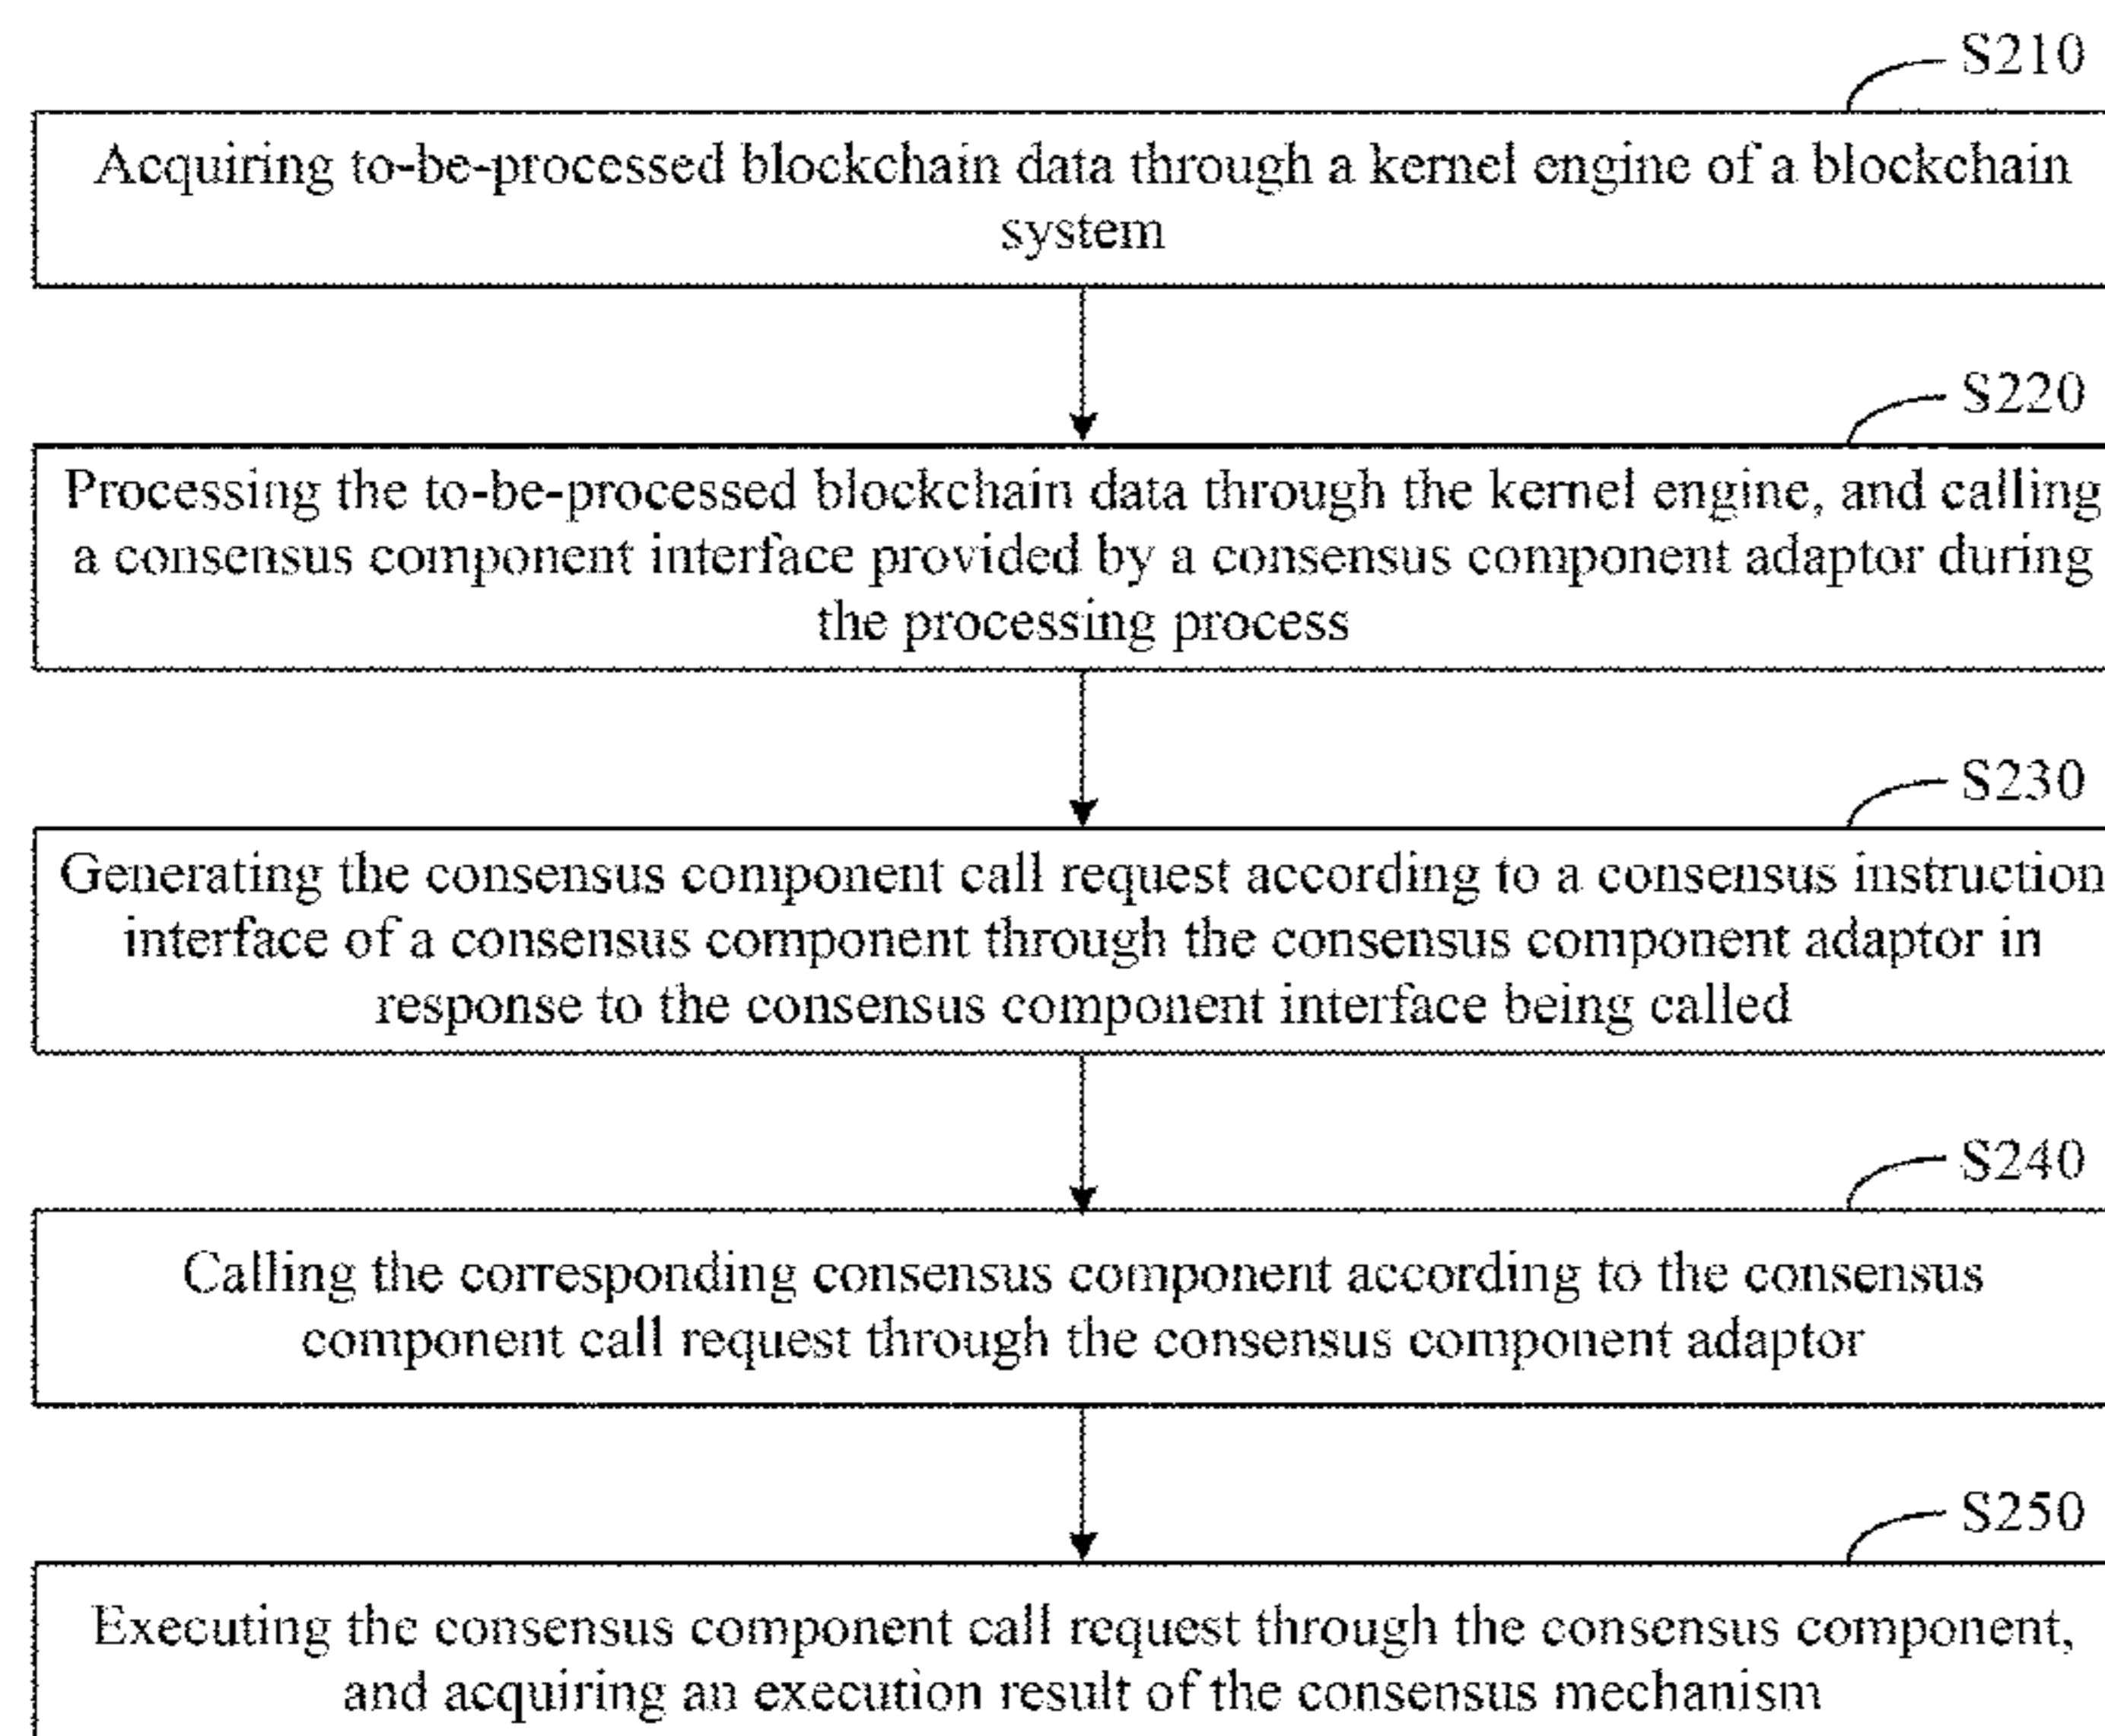 S210
Acquiring to-be-processed blockchain data through a kernel engine of a blockchain
system
S220
Processing the to-be-processed blockchain data through the kernel engine, and calling
a consensus component interface provided by a consensus component adaptor during
the processing process
S230
Generating the consensus component call request according to a consensus instruction
interface of a consensus component through the consensus component adaptor in
response to the consensus component interface being called
S240
Calling the corresponding consensus component according to the consensus
component call request through the consensus component adaptor
S250
Executing the consensus component call request through the consensus component,
and acquiring an execution result of the consensus mechanism